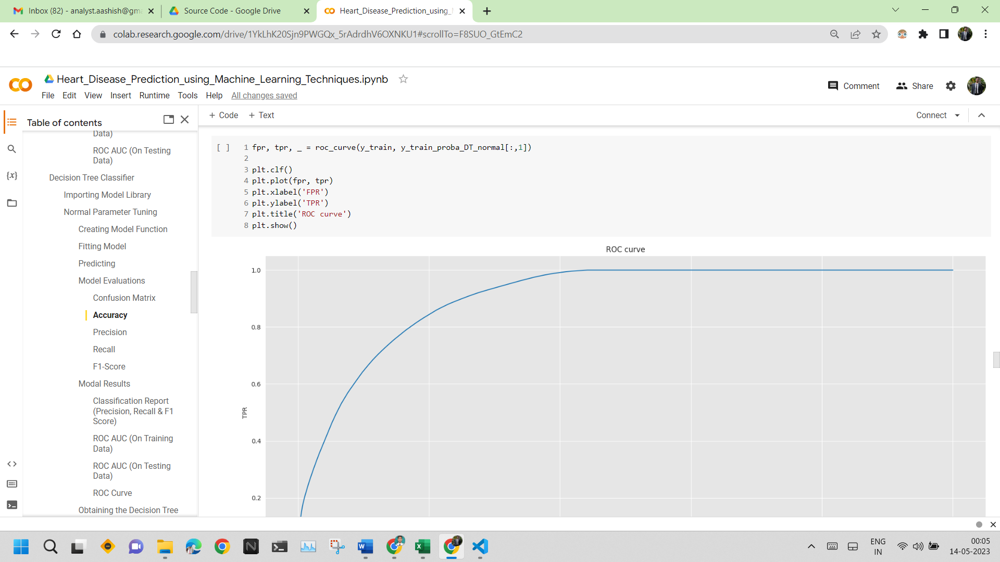 Inbox (82) - analyst.aashish@gm
Source Code - Google Drive
Heart_Disease_Prediction_using_
colab.research.google.com/drive/1YkLhK20Sjn9PWGQx_5rAdrdhV6OXNKU1#scrollTo=F8SUO_GtEmC2
Heart_Disease_Prediction_using_Machine_Learning_Techniques.ipynb
File Edit View Insert Runtime Tools Help All changes saved
Comment Share
Table of contents
+ Code + Text
Connect
Data)
ROC AUC (On Testing
Data)
Decision Tree Classifier
Importing Model Library
Normal Parameter Tuning
Creating Model Function
Fitting Model
Predicting
Model Evaluations
Confusion Matrix
Accuracy
Precision
Recall
F1-Score
Modal Results
Classification Report
(Precision, Recall & F1
Score)
ROC AUC (On Training
Data)
ROC AUC (On Testing
Data)
ROC Curve
Obtaining the Decision Tree
[ ]
1 fpr, tpr, _ = roc_curve(y_train, y_train_proba_DT_normal[:,1])
2
3 plt.clf()
4 plt.plot(fpr, tpr)
5 plt.xlabel('FPR')
6 plt.ylabel('TPR')
7 plt.title('ROC curve')
8 plt.show()
ROC curve
1.0
0.8
0.6
TPR
0.4
0.2
ENG
IN
00:05
14-05-2023